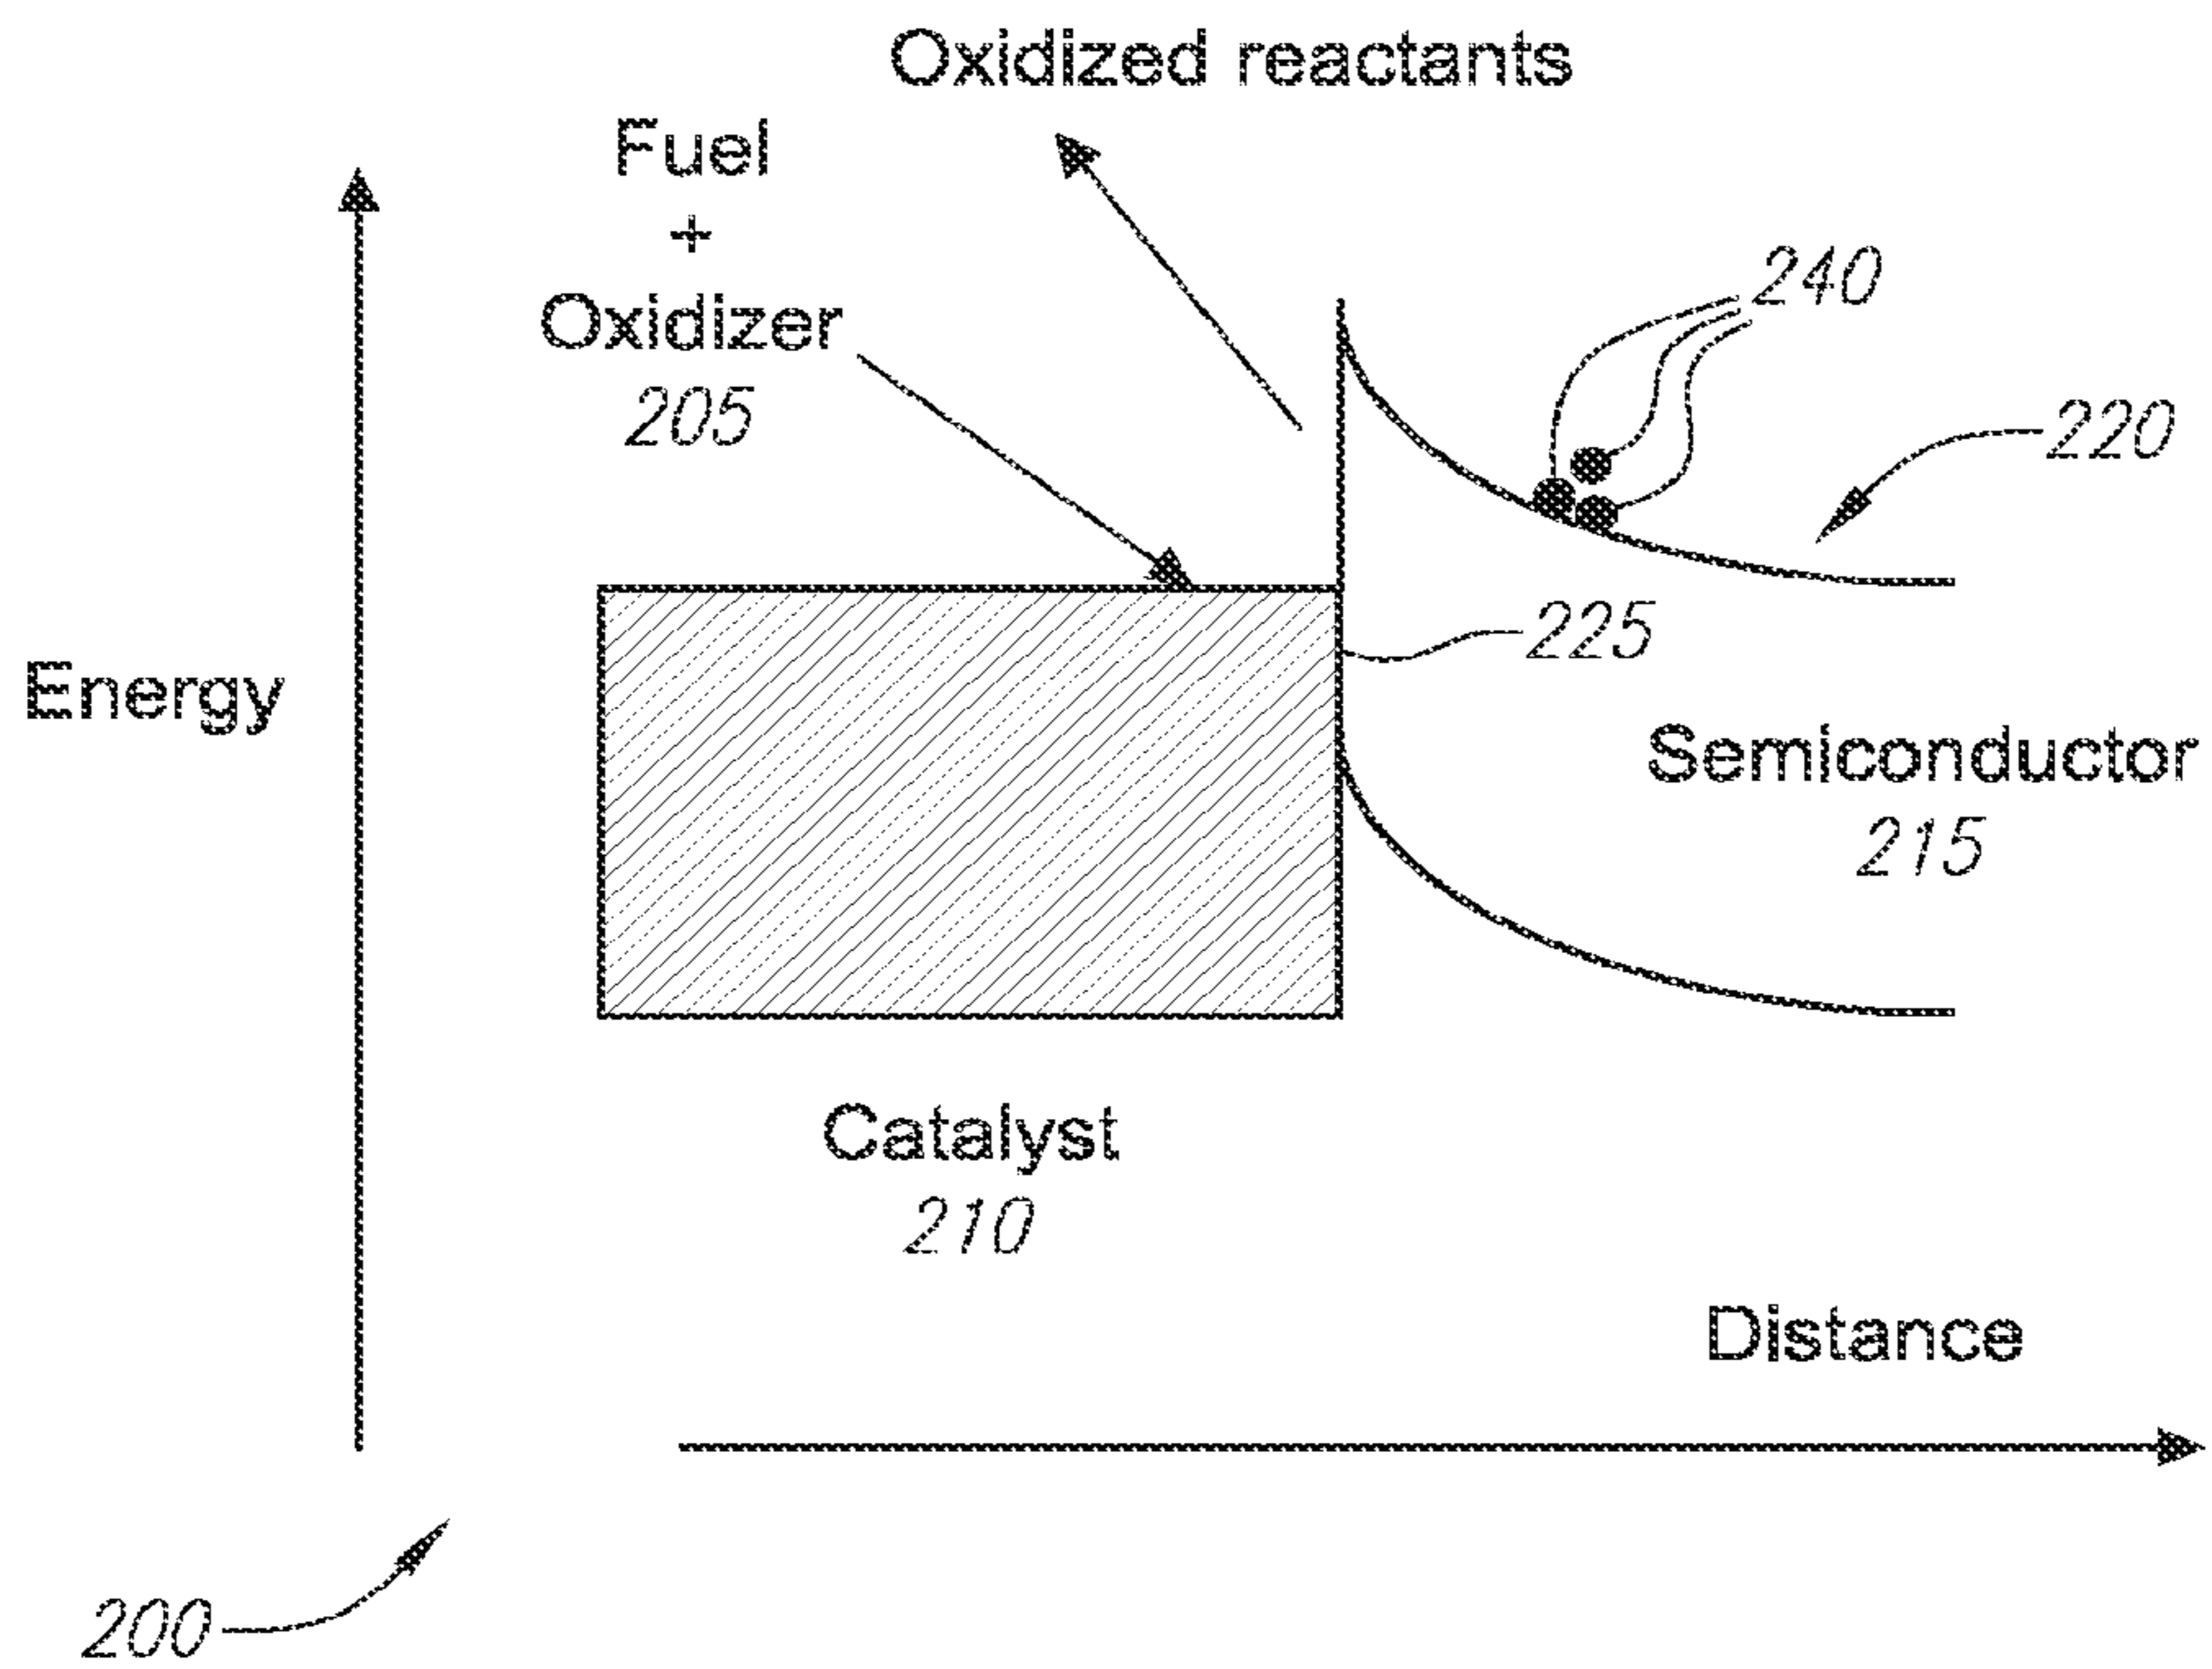 Oxidized reactants
Fuel
+
Oxidizer
205
240
220
225
Energy
Semiconductor
215
Catalyst
210
Distance
200